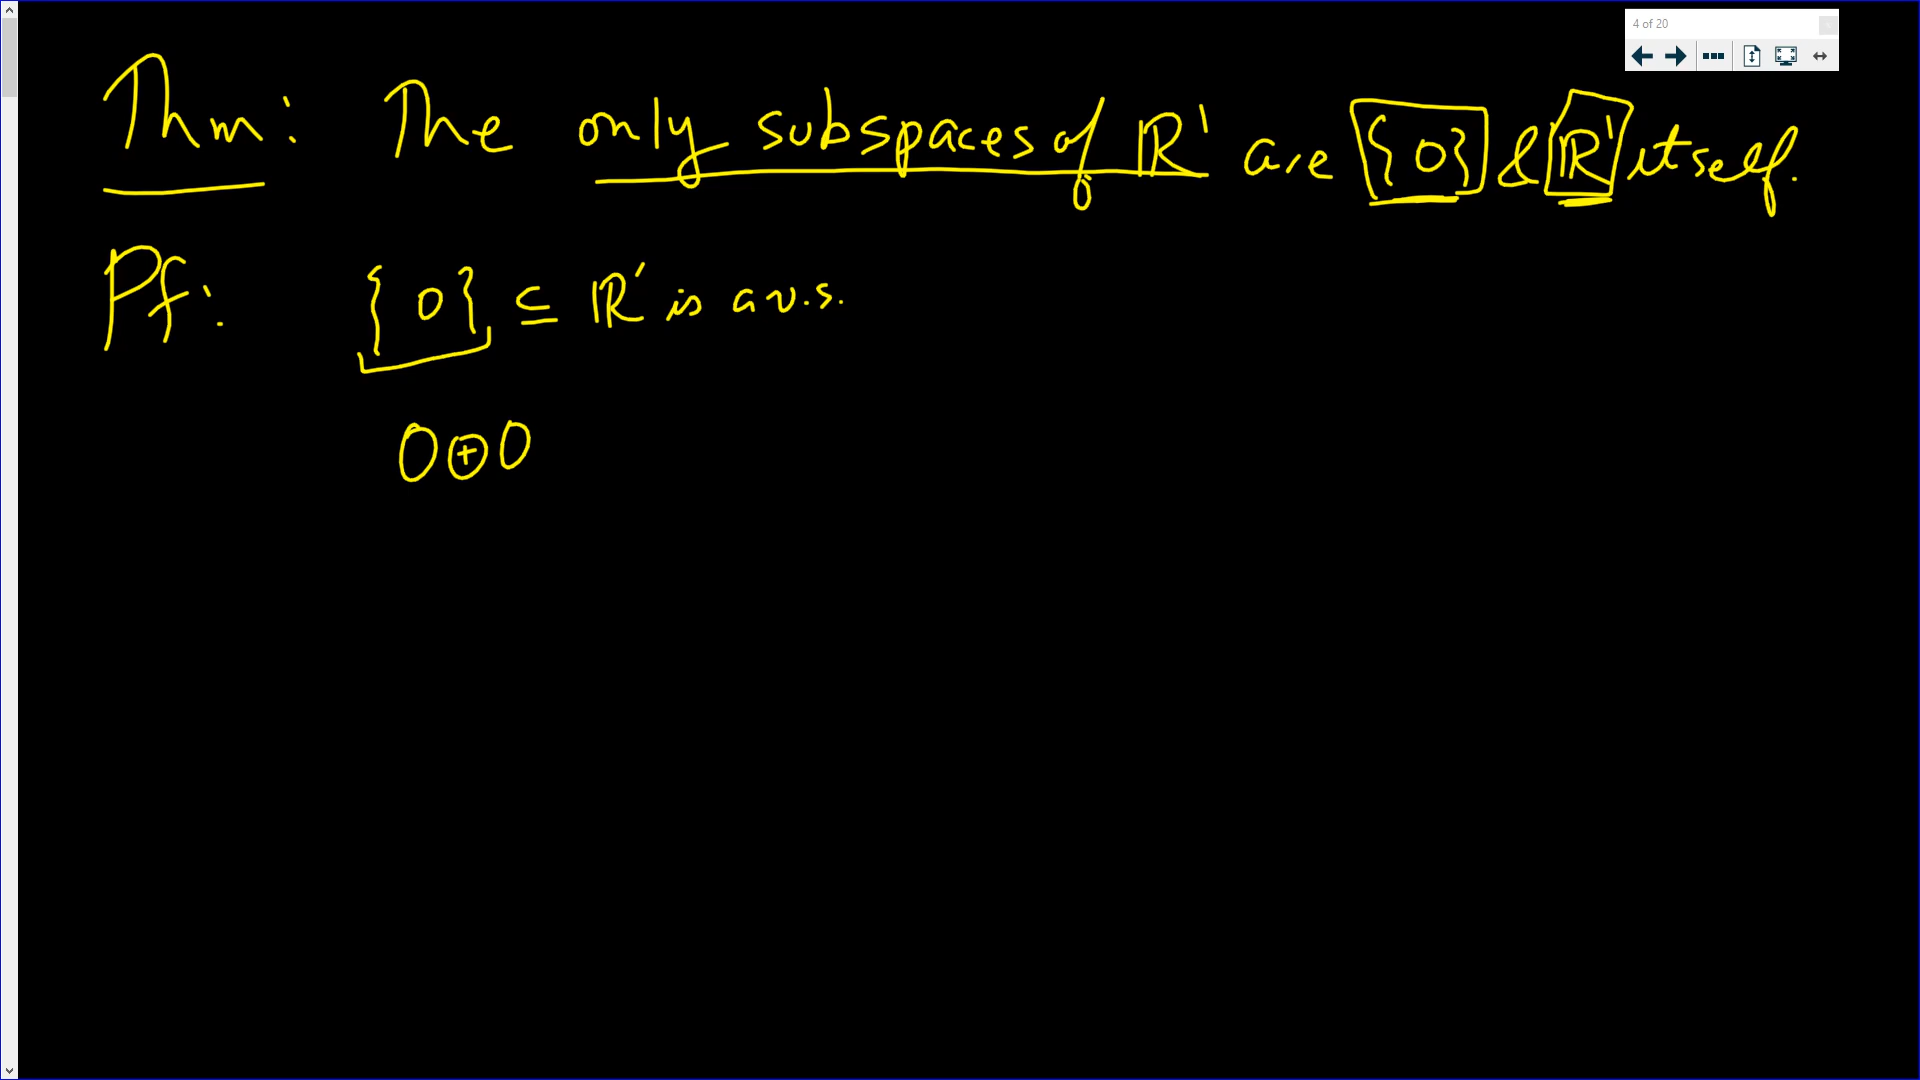 4 of 20
Thm: The only subspaces of ℝ¹ are {0} & ℝ¹ itself.
Pf: {0} ⊆ ℝ¹ is a v.s.
0⊕0